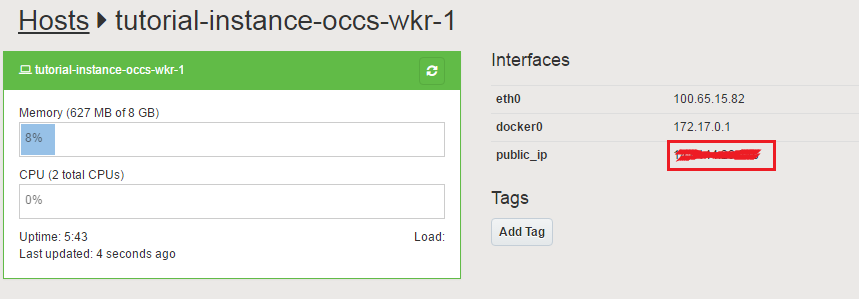 Hosts tutorial-instance-occs-wkr-1
tutorial-instance-occs-wkr-1
Memory (627 MB of 8 GB)
8%
CPU (2 total CPUs)
0%
Uptime: 5:43 Load:
Last updated: 4 seconds ago
Interfaces
eth0 100.65.15.82
docker0 172.17.0.1
public_ip
Tags
Add Tag